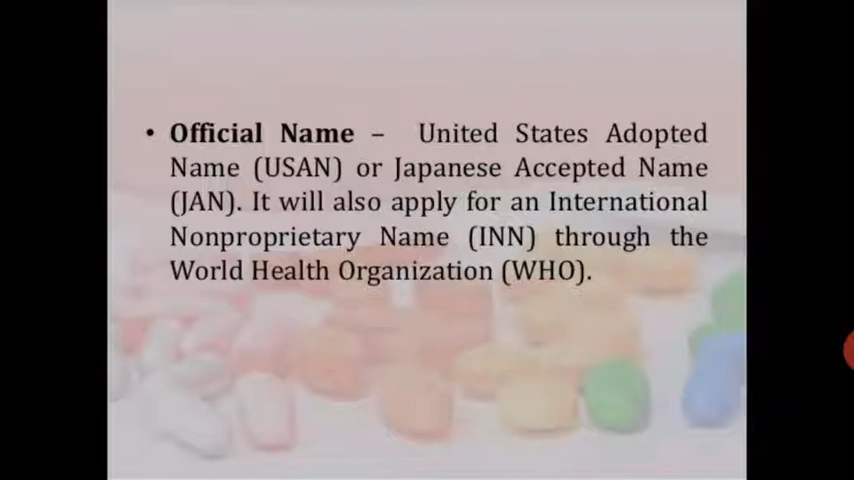 • Official Name – United States Adopted
Name (USAN) or Japanese Accepted Name
(JAN). It will also apply for an International
Nonproprietary Name (INN) through the
World Health Organization (WHO).